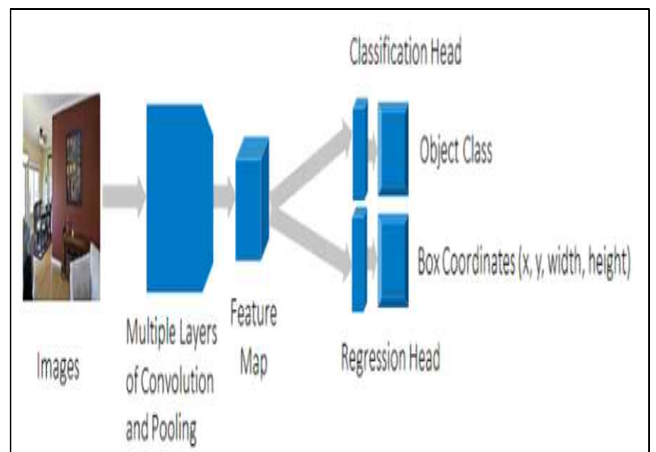 Classification Head
Object Class
Box Coordinates (x, y, width, height)
Regression Head
Feature
Map
Multiple Layers
of Convolution
and Pooling
Images